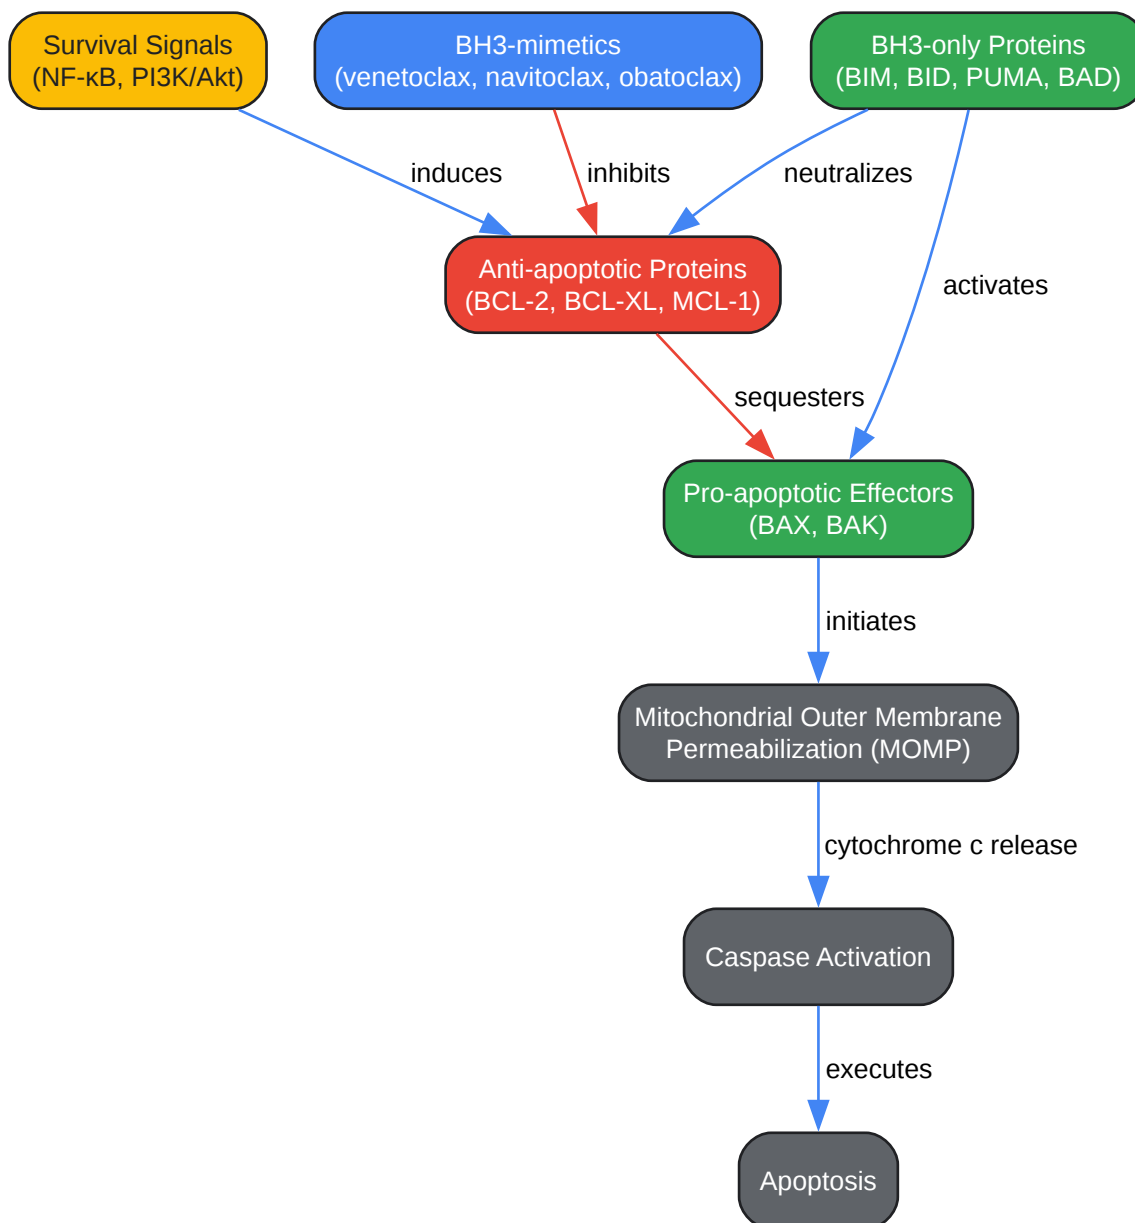 Survival Signals
(NF-κB, PI3K/Akt)
BH3-mimetics
(venetoclax, navitoclax, obatoclax)
BH3-only Proteins
(BIM, BID, PUMA, BAD)
induces
inhibits
neutralizes
Anti-apoptotic Proteins
(BCL-2, BCL-XL, MCL-1)
activates
sequesters
Pro-apoptotic Effectors
(BAX, BAK)
initiates
Mitochondrial Outer Membrane
Permeabilization (MOMP)
cytochrome c release
Caspase Activation
executes
Apoptosis